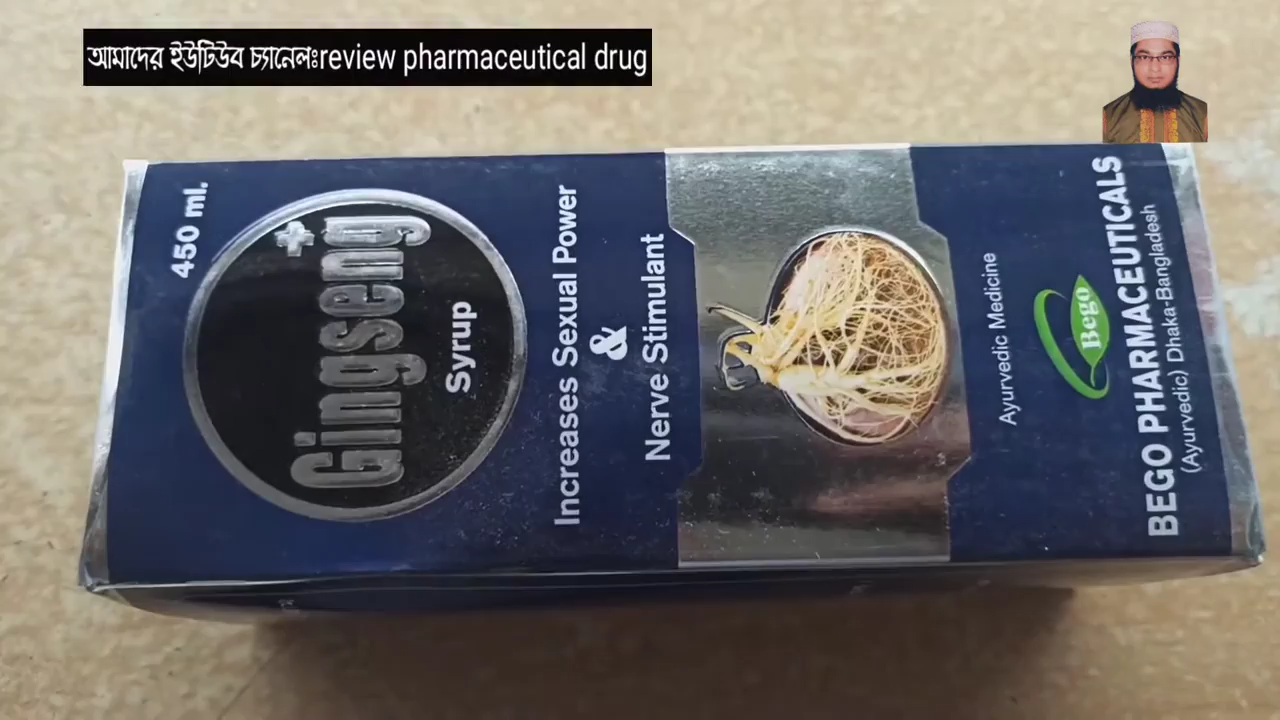 আমাদের ইউটিউব চ্যানেলঃreview pharmaceutical drug
450 ml.
Gingseng+
Syrup
Increases Sexual Power
&
Nerve Stimulant
Ayurvedic Medicine
Bego
BEGO PHARMACEUTICALS
(Ayurvedic) Dhaka-Bangladesh